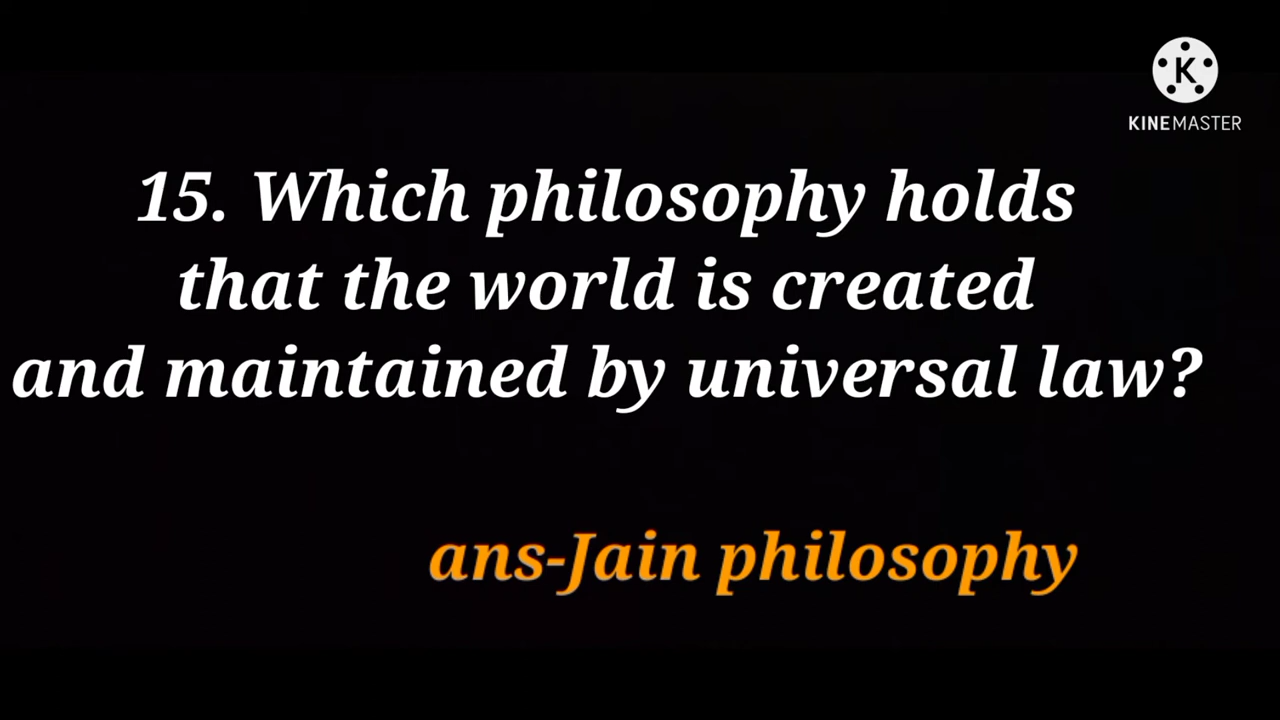 K
KINEMASTER
15. Which philosophy holds
that the world is created
and maintained by universal law?
ans-Jain philosophy